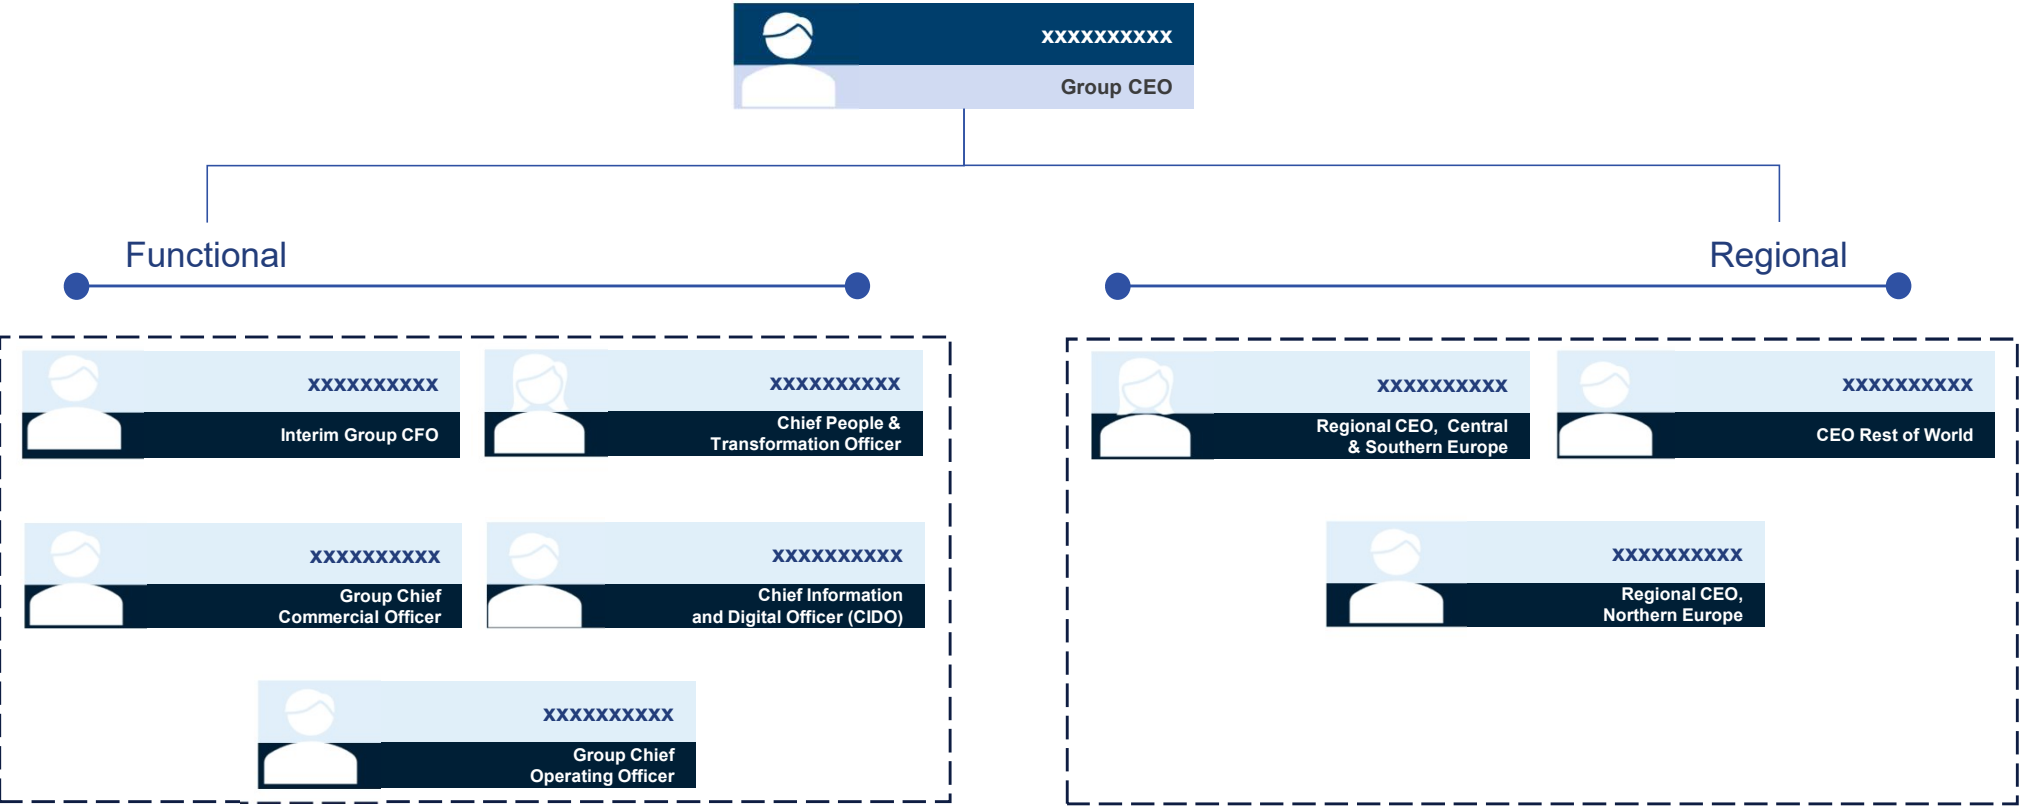 xxxxxxxxxx
Group CEO
Functional
Regional
xxxxxxxxxx
Interim Group CFO
xxxxxxxxxx
Chief People &
Transformation Officer
xxxxxxxxxx
Group Chief
Commercial Officer
xxxxxxxxxx
Chief Information
and Digital Officer (CIDO)
xxxxxxxxxx
Group Chief
Operating Officer
xxxxxxxxxx
Regional CEO, Central
& Southern Europe
xxxxxxxxxx
CEO Rest of World
xxxxxxxxxx
Regional CEO,
Northern Europe